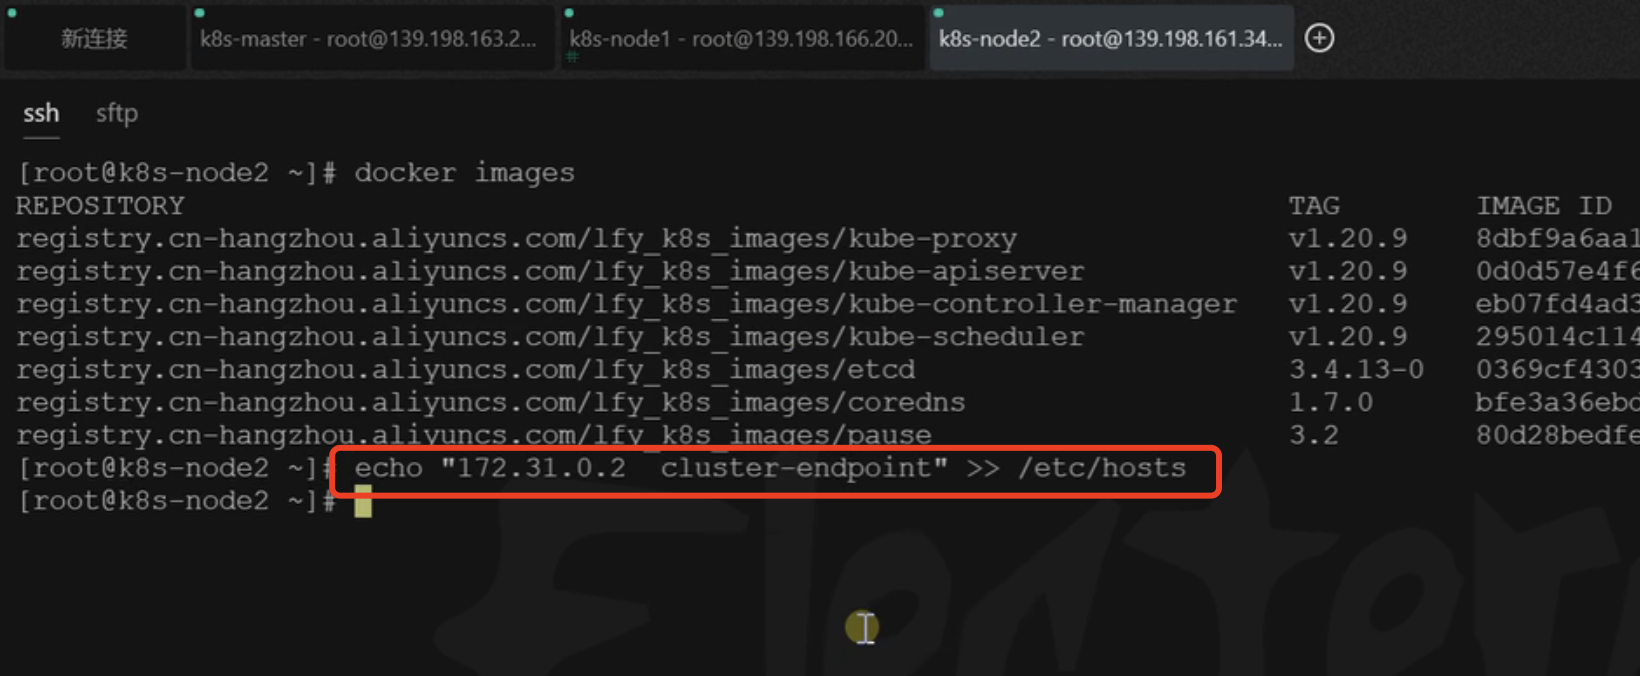 新连接
k8s-master - root@139.198.163.2...
k8s-node1 - root@139.198.166.20...
k8s-node2 - root@139.198.161.34...
#
ssh sftp
[root@k8s-node2 ~]# docker images
REPOSITORY TAG IMAGE ID
registry.cn-hangzhou.aliyuncs.com/lfy_k8s_images/kube-proxy v1.20.9 8dbf9a6aa1
registry.cn-hangzhou.aliyuncs.com/lfy_k8s_images/kube-apiserver v1.20.9 0d0d57e4f6
registry.cn-hangzhou.aliyuncs.com/lfy_k8s_images/kube-controller-manager v1.20.9 eb07fd4ad3
registry.cn-hangzhou.aliyuncs.com/lfy_k8s_images/kube-scheduler v1.20.9 295014c114
registry.cn-hangzhou.aliyuncs.com/lfy_k8s_images/etcd 3.4.13-0 0369cf4303
registry.cn-hangzhou.aliyuncs.com/lfy_k8s_images/coredns 1.7.0 bfe3a36ebd
registry.cn-hangzhou.aliyuncs.com/lfy_k8s_images/pause 3.2 80d28bedfe
[root@k8s-node2 ~]# echo "172.31.0.2  cluster-endpoint" >> /etc/hosts
[root@k8s-node2 ~]#